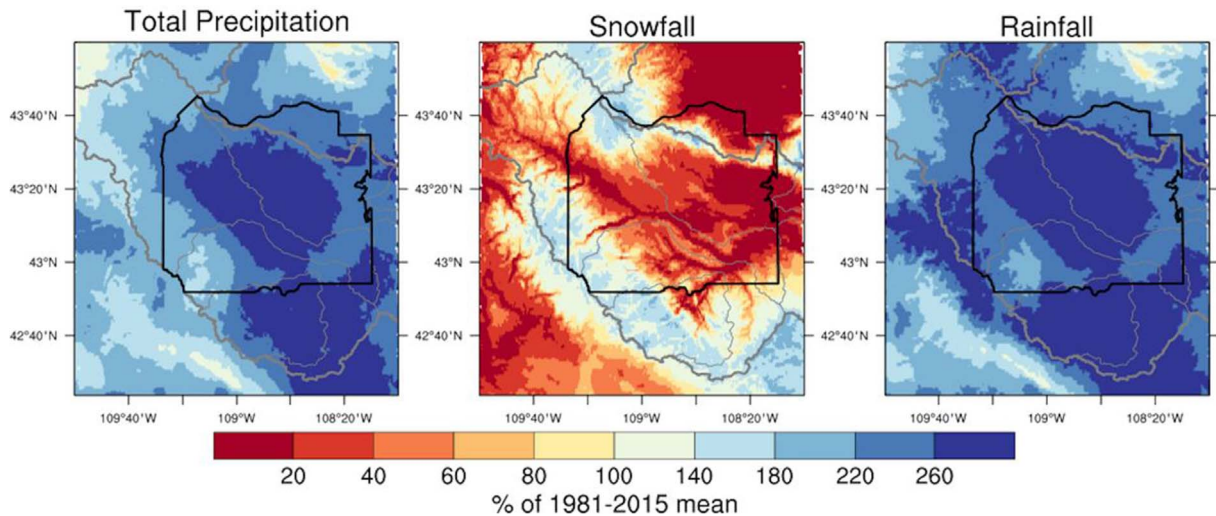 Total Precipitation
Snowfall
Rainfall
43°40'N
43°20'N
43°N
42°40'N
109°40'W 109°W 108°20'W
43°40'N
43°20'N
43°N
42°40'N
109°40'W 109°W 108°20'W
43°40'N
43°20'N
43°N
42°40'N
109°40'W 109°W 108°20'W
20 40 60 80 100 140 180 220 260
% of 1981-2015 mean